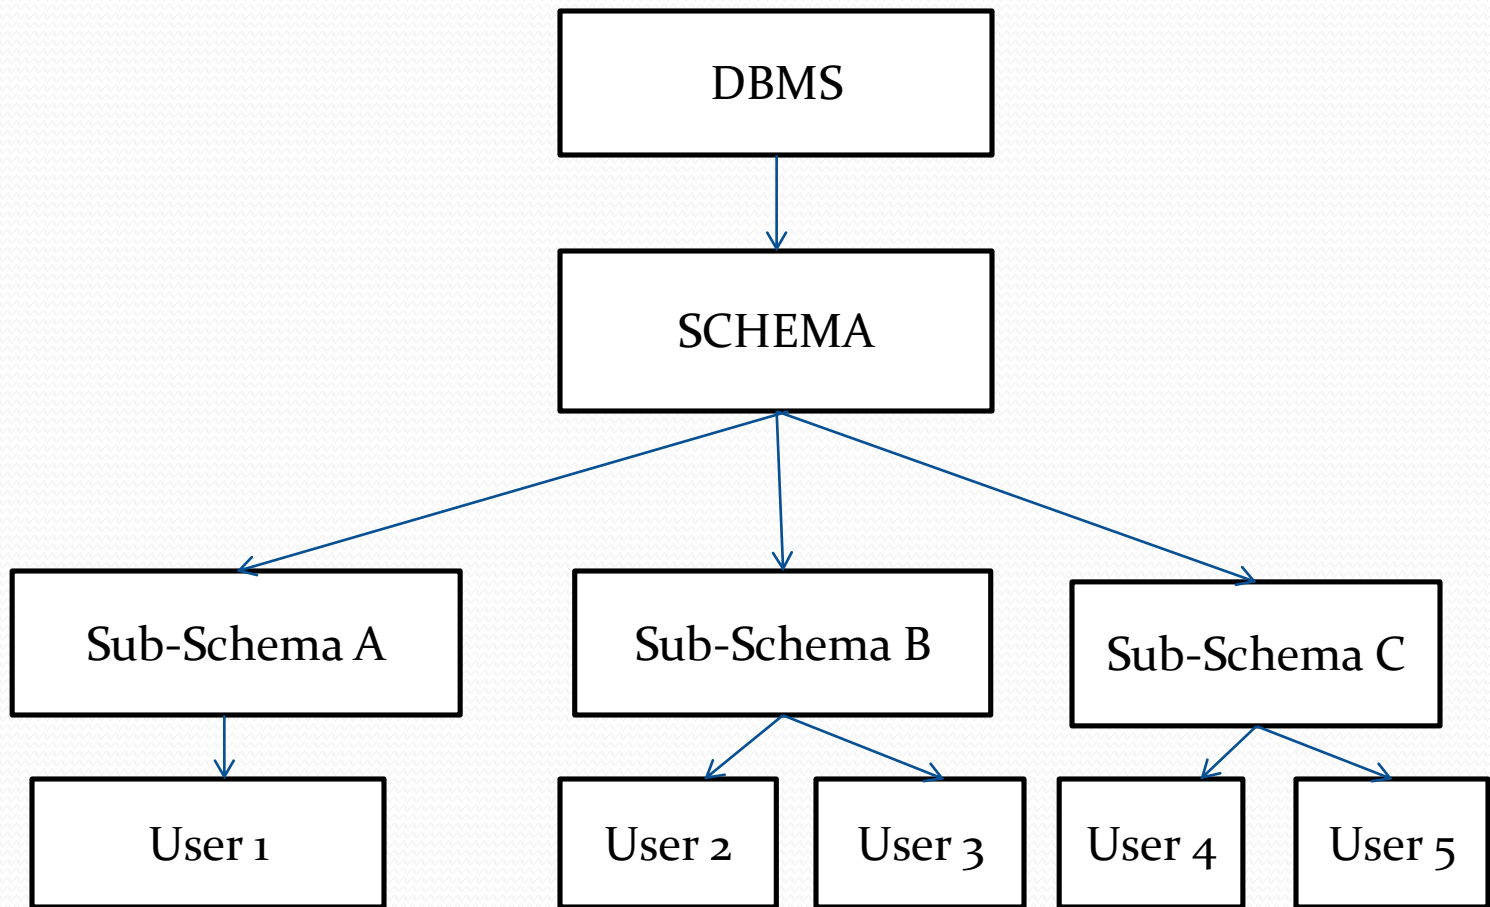 DBMS
SCHEMA
Sub-Schema A
Sub-Schema B
Sub-Schema C
User 1
User 2
User 3
User 4
User 5